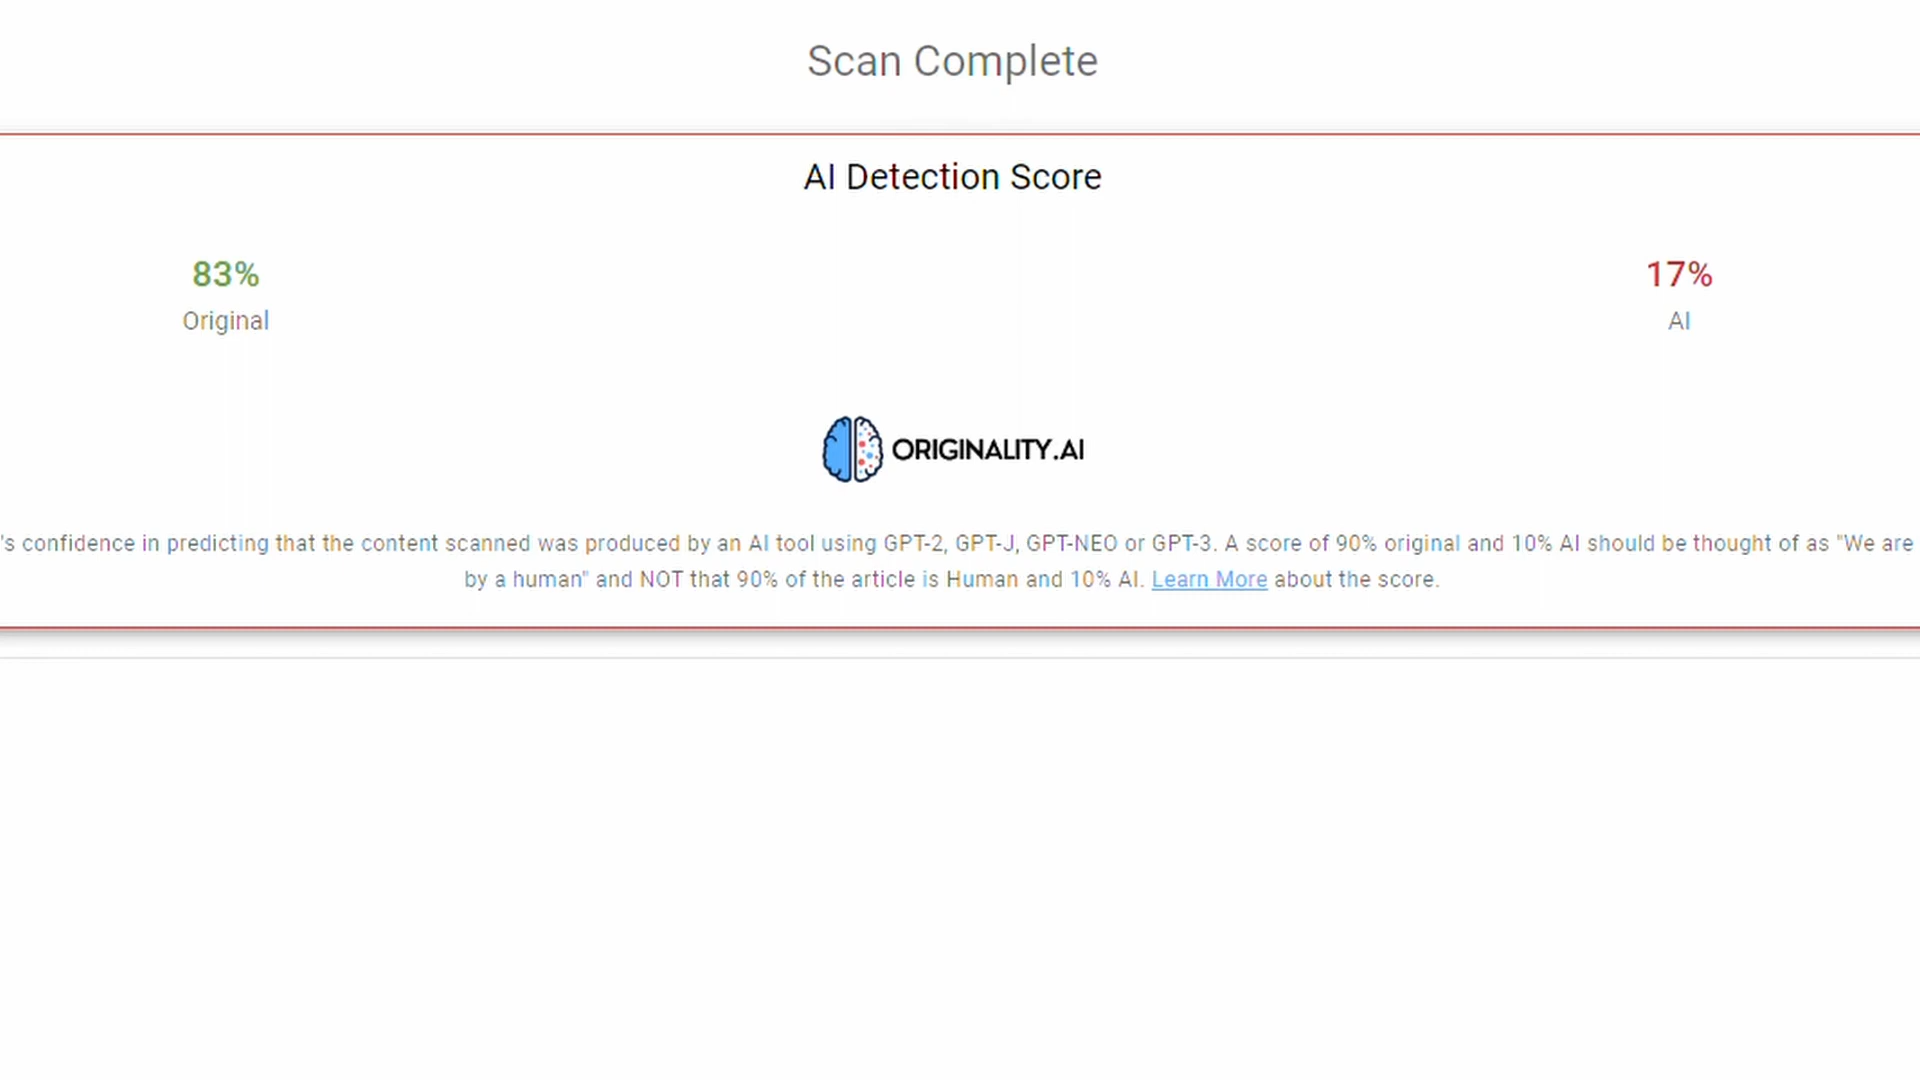 Scan Complete
AI Detection Score
83%
Original
17%
AI
ORIGINALITY.AI
's confidence in predicting that the content scanned was produced by an AI tool using GPT-2, GPT-J, GPT-NEO or GPT-3. A score of 90% original and 10% AI should be thought of as "We are
by a human" and NOT that 90% of the article is Human and 10% AI. Learn More about the score.